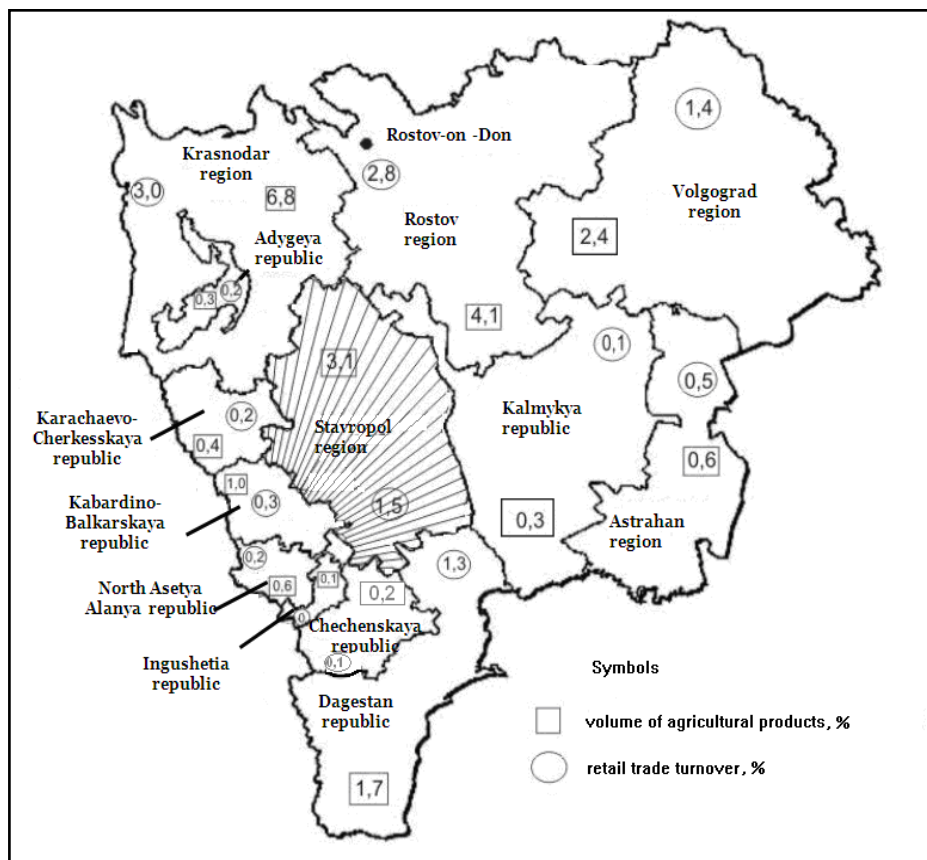 1,4
Rostov-on -Don
Krasnodar
region
2,8
3,0
6,8
Volgograd
region
Rostov
region
Adygeya
republic
2,4
0,3
0,2
4,1
0,1
3,1
0,5
Karachaevo-
Cherkesskaya
republic
0,2
0,4
Stavropol
region
Kalmykya
republic
0,6
Kabardino-
Balkarskaya
republic
1,0
0,3
1,5
0,3
Astrahan
region
North Asetya
Alanya republic
0,2
0,6
0,1
0,2
1,3
0
Chechenskaya
republic
0,1
Ingushetia
republic
Dagestan
republic
1,7
Symbols
volume of agricultural products, %
retail trade turnover, %